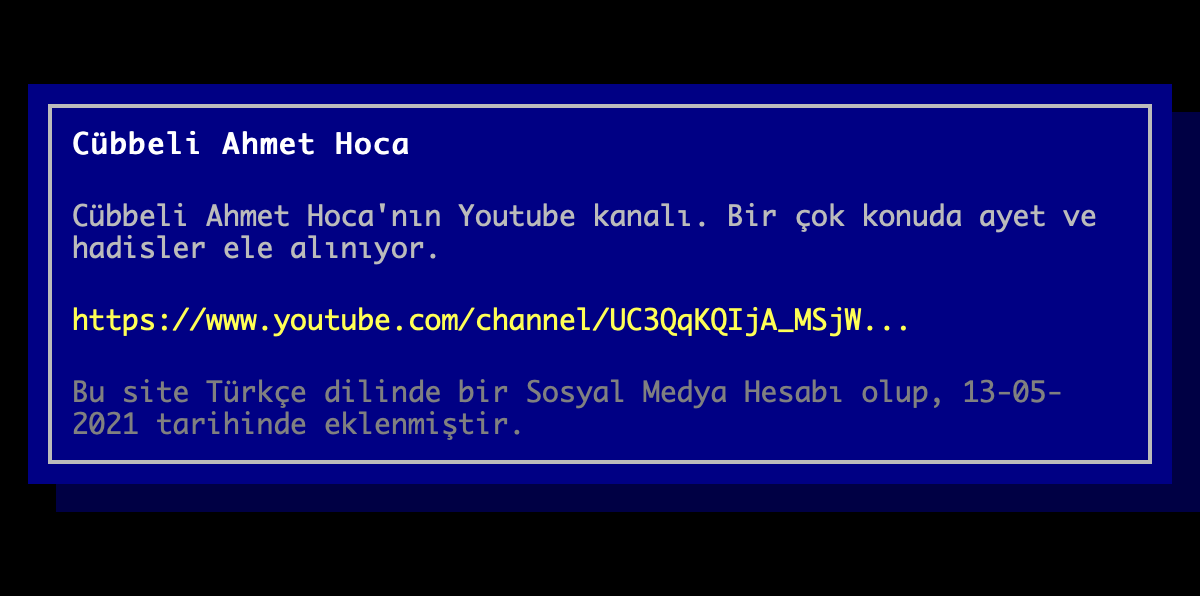 Cübbeli Ahmet Hoca
Cübbeli Ahmet Hoca'nın Youtube kanalı. Bir çok konuda ayet ve
hadisler ele alınıyor.
https://www.youtube.com/channel/UC3QqKQIjA_MSjW...
Bu site Türkçe dilinde bir Sosyal Medya Hesabı olup, 13-05-
2021 tarihinde eklenmiştir.